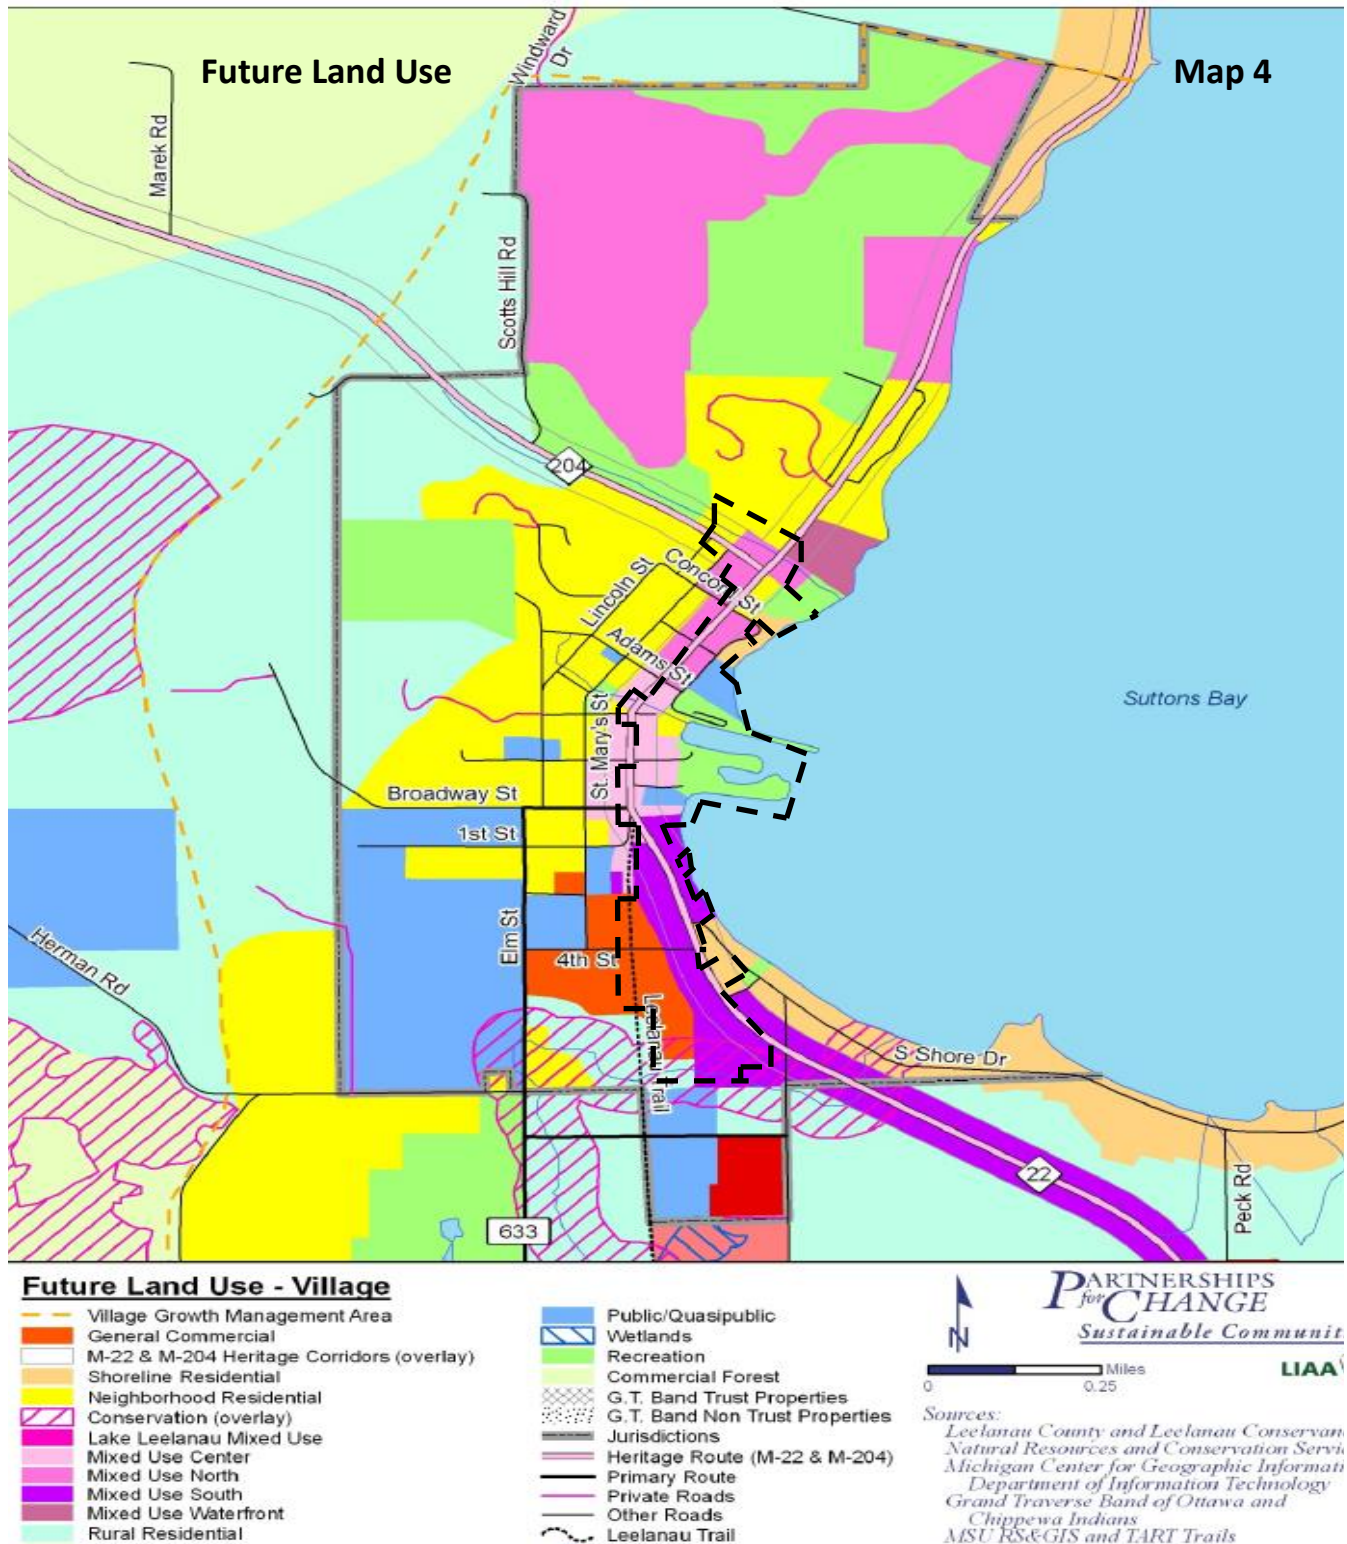 Future Land Use
Map 4
Windward
Dr
Marek Rd
Scotts Hill Rd
204
Concord St
Lincoln St
Adams St
Suttons Bay
St. Mary's St
Broadway St
1st St
Elm St
4th St
Herman Rd
Leelanau Trail
S Shore Dr
22
Peck Rd
633
Future Land Use - Village
Village Growth Management Area
General Commercial
M-22 & M-204 Heritage Corridors (overlay)
Shoreline Residential
Neighborhood Residential
Conservation (overlay)
Lake Leelanau Mixed Use
Mixed Use Center
Mixed Use North
Mixed Use South
Mixed Use Waterfront
Rural Residential
Public/Quasipublic
Wetlands
Recreation
Commercial Forest
G.T. Band Trust Properties
G.T. Band Non Trust Properties
Jurisdictions
Heritage Route (M-22 & M-204)
Primary Route
Private Roads
Other Roads
Leelanau Trail
N
PARTNERSHIPS
for CHANGE
Sustainable Communit
Miles
0 0.25
LIAA
Sources:
Leelanau County and Leelanau Conservan
Natural Resources and Conservation Servic
Michigan Center for Geographic Informati
Department of Information Technology
Grand Traverse Band of Ottawa and
Chippewa Indians
MSU RS&GIS and TART Trails